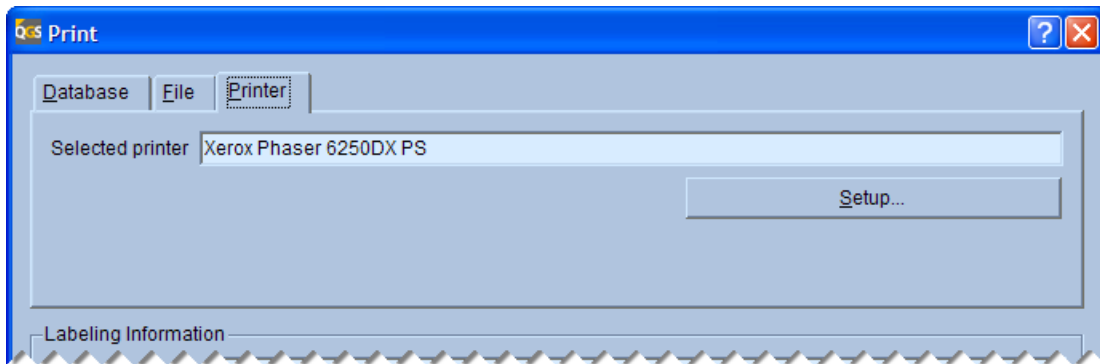 QGS Print
Database File Printer
Selected printer Xerox Phaser 6250DX PS
Setup...
Labeling Information